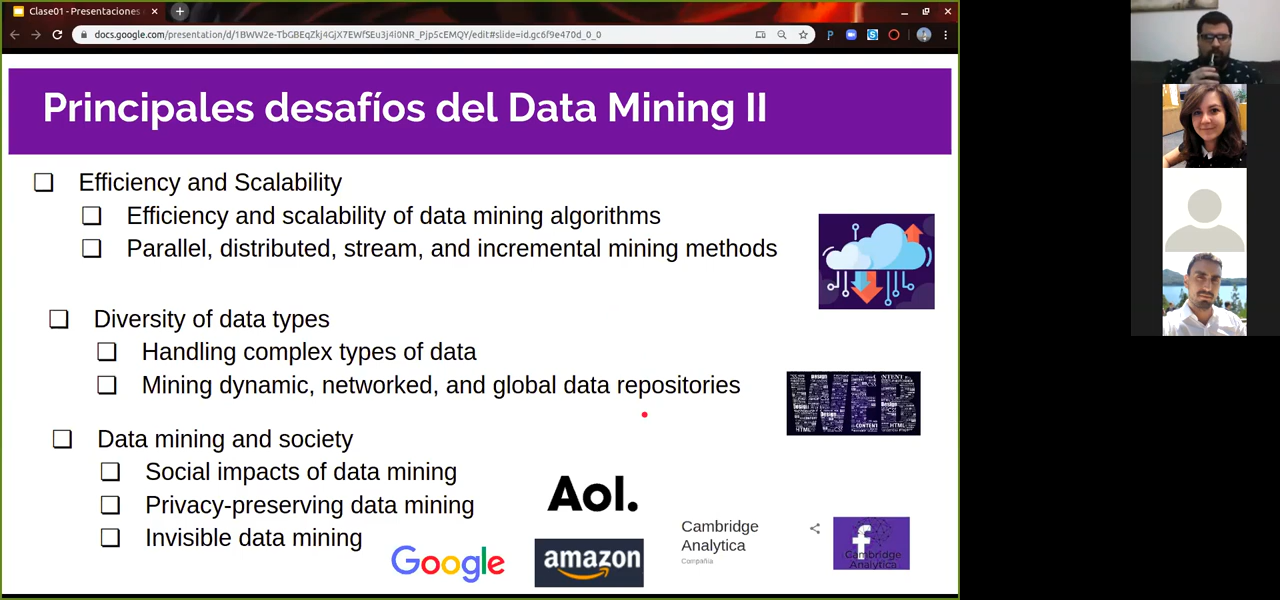 Clase01 - Presentaciones
docs.google.com/presentation/d/1BWW2e-TbGBEqZkj4GJX7EWfSEu3j4i0NR_Pjp5cEMQY/edit#slide=id.gc6f9e470d_0_0
Principales desafíos del Data Mining II
Efficiency and Scalability
Efficiency and scalability of data mining algorithms
Parallel, distributed, stream, and incremental mining methods
Diversity of data types
Handling complex types of data
Mining dynamic, networked, and global data repositories
WEB
Data mining and society
Social impacts of data mining
Privacy-preserving data mining
Invisible data mining
Aol.
Google
amazon
Cambridge
Analytica
Compañía
f
Cambridge
Analytica